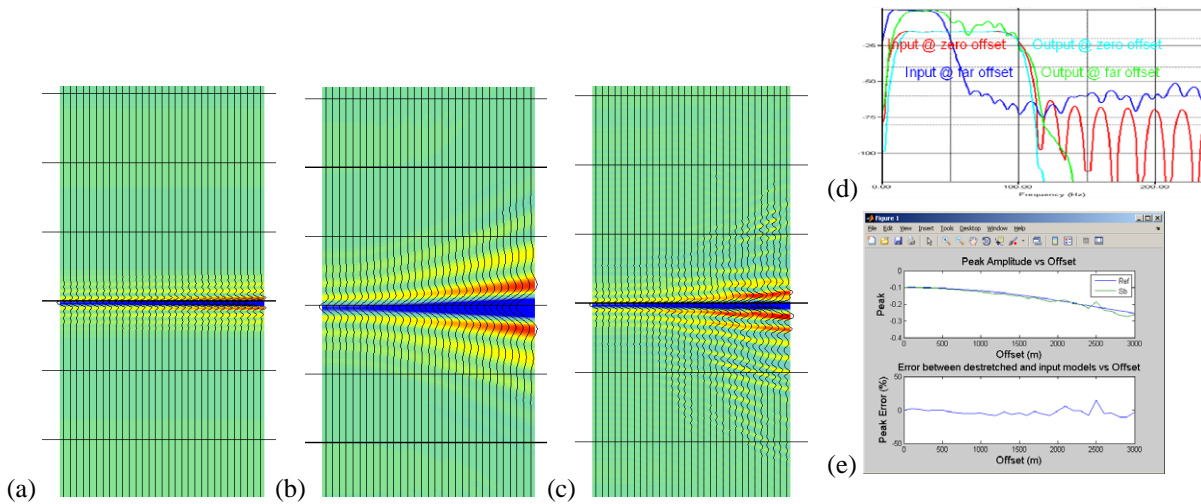 (a)
(b)
(c)
-25
-50
-75
-100
Input @ zero offset
Output @ zero offset
Input @ far offset
Output @ far offset
0.00
100.00
200.00
Frequency (Hz)
(d)
Figure 1
File Edit View Insert Tools Desktop Window Help
Peak Amplitude vs Offset
Ref
Sb
Peak
0
-0.1
-0.2
-0.3
-0.4
0 500 1000 1500 2000 2500 3000
Offset (m)
Error between destretched and input models vs Offset
Peak Error (%)
50
0
-50
0 500 1000 1500 2000 2500 3000
Offset (m)
(e)